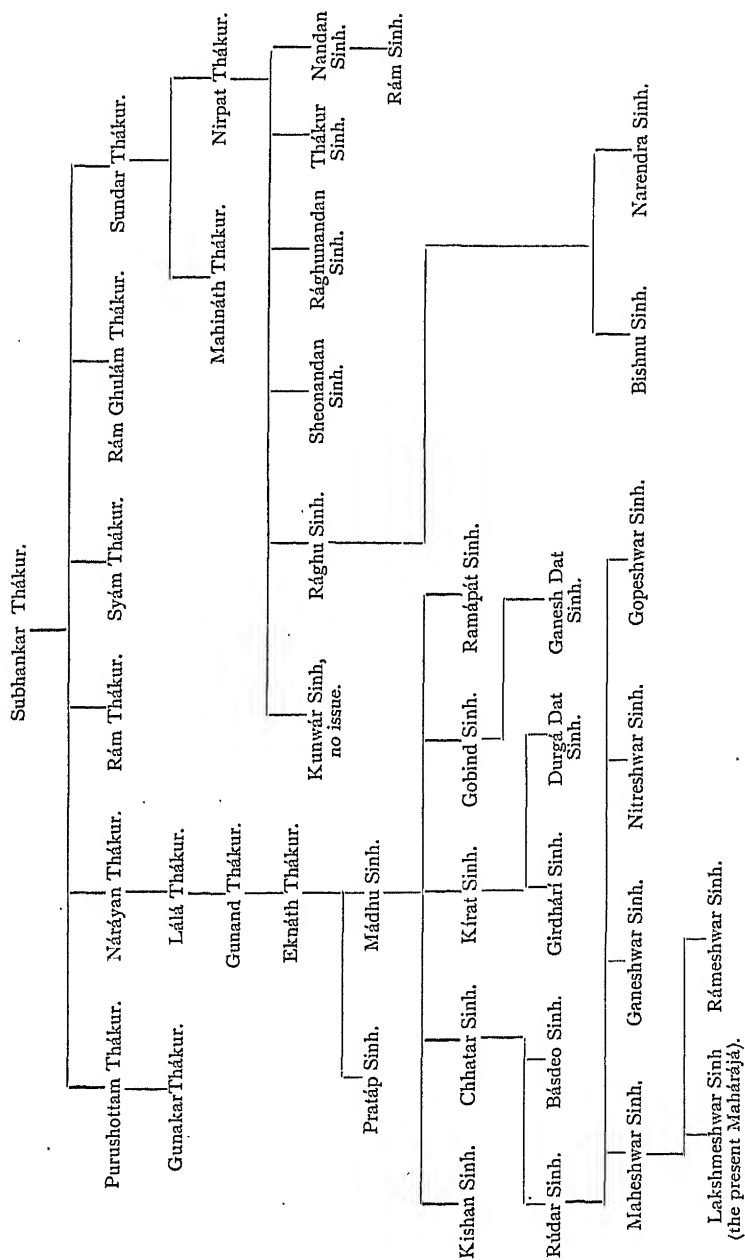 Subhankar Thákur.
Purushottam Thákur.
Náráyan Thákur.
Rám Thákur.
Syám Thákur.
Rám Ghulám Thákur.
Sundar Thákur.
Gunakar Thákur.
Lálá Thákur.
Mahináth Thákur.
Nirpat Thákur.
Gunand Thákur.
Eknáth Thákur.
Kunwár Sinh,
no issue.
Rághu Sinh.
Sheonandan
Sinh.
Rághunandan
Sinh.
Thákur
Sinh.
Nandan
Sinh.
Pratáp Sinh.
Mádhu Sinh.
Rám Sinh.
Kishan Sinh.
Chhatar Sinh.
Kírat Sinh.
Gobind Sinh.
Ramápát Sinh.
Rúdar Sinh.
Básdeo Sinh.
Girdhárí Sinh.
Durgá Dat
Sinh.
Ganesh Dat
Sinh.
Bishnu Sinh.
Narendra Sinh.
Maheshwar Sinh.
Ganeshwar Sinh.
Nitreshwar Sinh.
Gopeshwar Sinh.
Lakshmeshwar Sinh
(the present Mahárájá).
Rámeshwar Sinh.